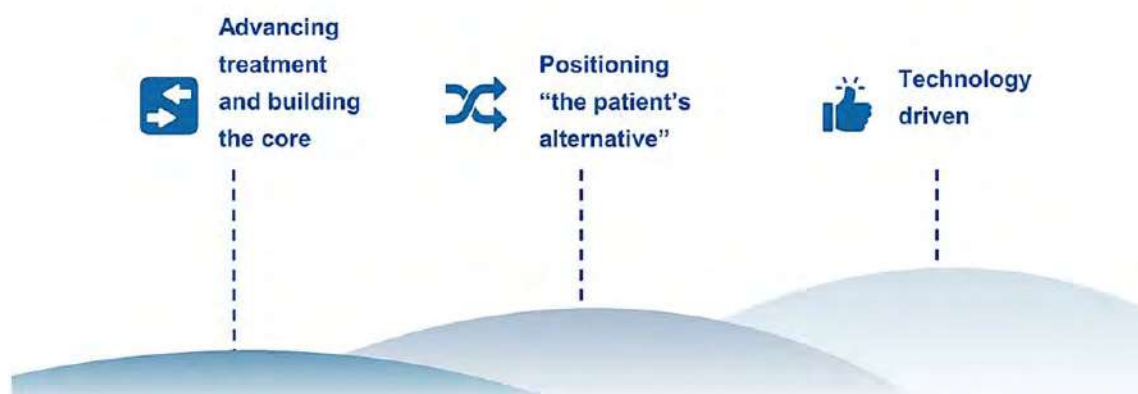 Advancing
treatment
and building
the core
Positioning
“the patient’s
alternative”
Technology
driven